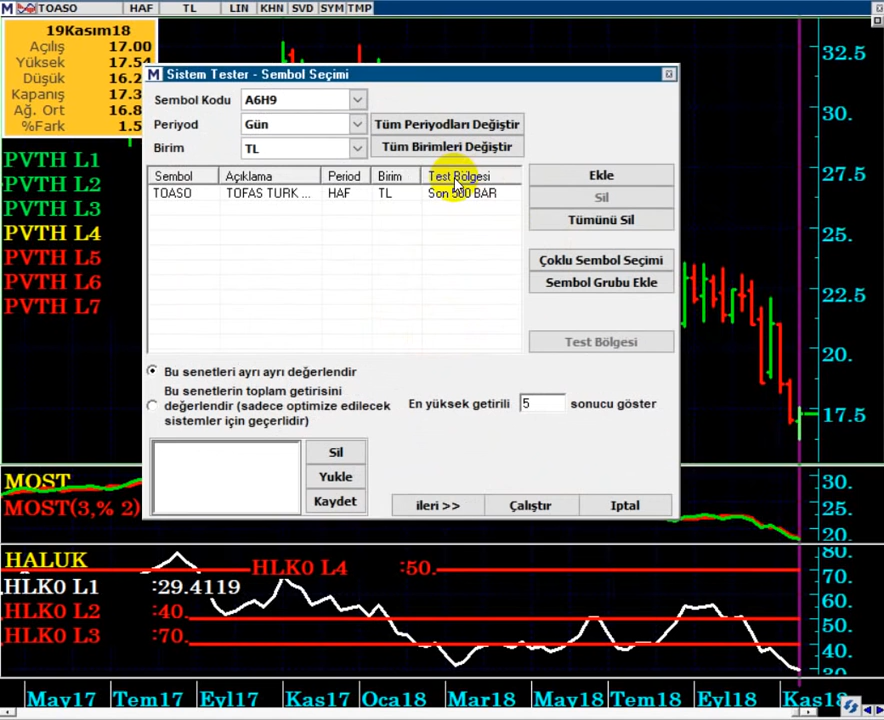 M TOASO HAF TL LIN KHN SVD SYM TMP
19Kasım18
Açılış 17.00
Yüksek 17.54
Düşük 16.2
Kapanış 17.3
Ağ. Ort 16.8
%Fark 1.5
PVTH L1
PVTH L2
PVTH L3
PVTH L4
PVTH L5
PVTH L6
PVTH L7
M Sistem Tester - Sembol Seçimi
Sembol Kodu A6H9
Periyod Gün Tüm Periyodları Değiştir
Birim TL Tüm Birimleri Değiştir
Sembol Açıklama Period Birim Test Bölgesi
TOASO TOFAS TURK ... HAF TL Son 500 BAR
Ekle
Sil
Tümünü Sil
Çoklu Sembol Seçimi
Sembol Grubu Ekle
Test Bölgesi
Bu senetleri ayrı ayrı değerlendir
Bu senetlerin toplam getirisini
değerlendir (sadece optimize edilecek
sistemler için geçerlidir)
En yüksek getirili 5 sonucu göster
Sil
Yukle
Kaydet
ileri >> Çalıştır Iptal
32.5
30.
27.5
25.
22.5
20.
17.5
MOST
MOST(3,% 2)
30.
25.
20.
HALUK
HLK0 L4 :50.
HLK0 L1 :29.4119
HLK0 L2 :40.
HLK0 L3 :70.
80.
70.
60.
50.
40.
30.
May17 Tem17 Eyl17 Kas17 Oca18 Mar18 May18 Tem18 Eyl18 Kas18